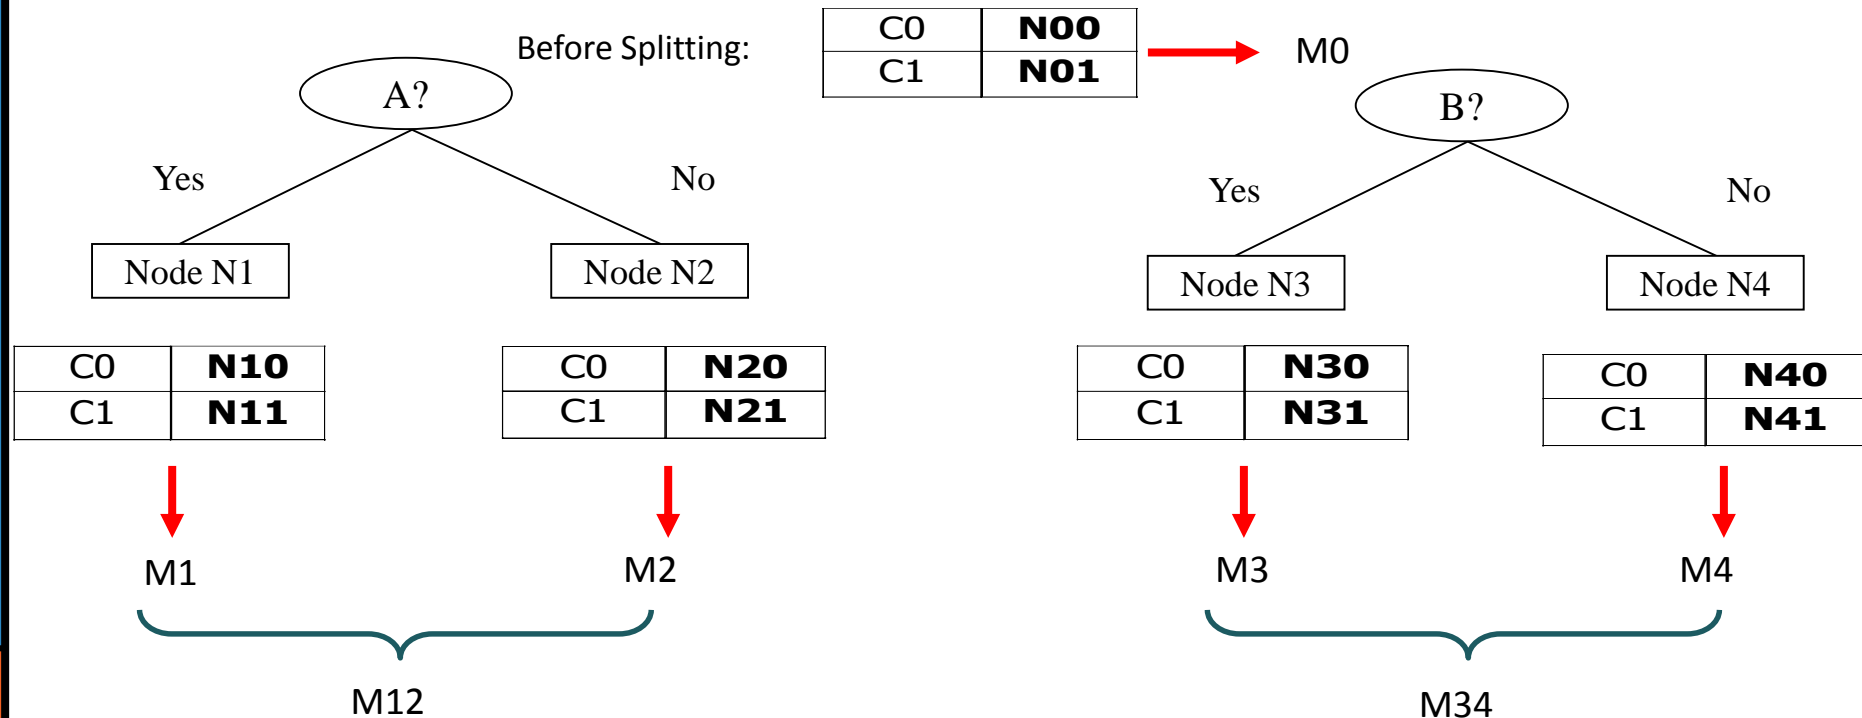 Before Splitting:
C0 N00
C1 N01
M0
A?
Yes
No
Node N1
Node N2
C0 N10
C1 N11
C0 N20
C1 N21
M1
M2
M12
B?
Yes
No
Node N3
Node N4
C0 N30
C1 N31
C0 N40
C1 N41
M3
M4
M34